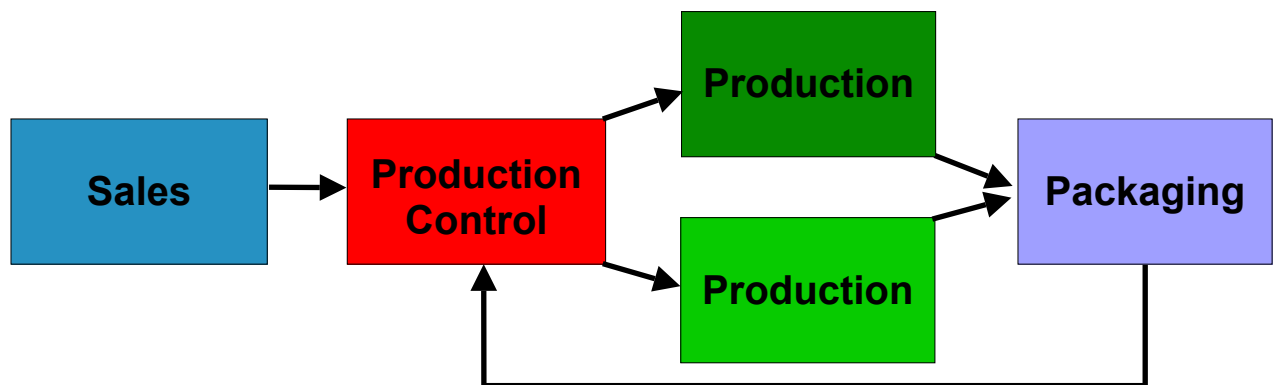 Sales
Production
Control
Production
Production
Packaging